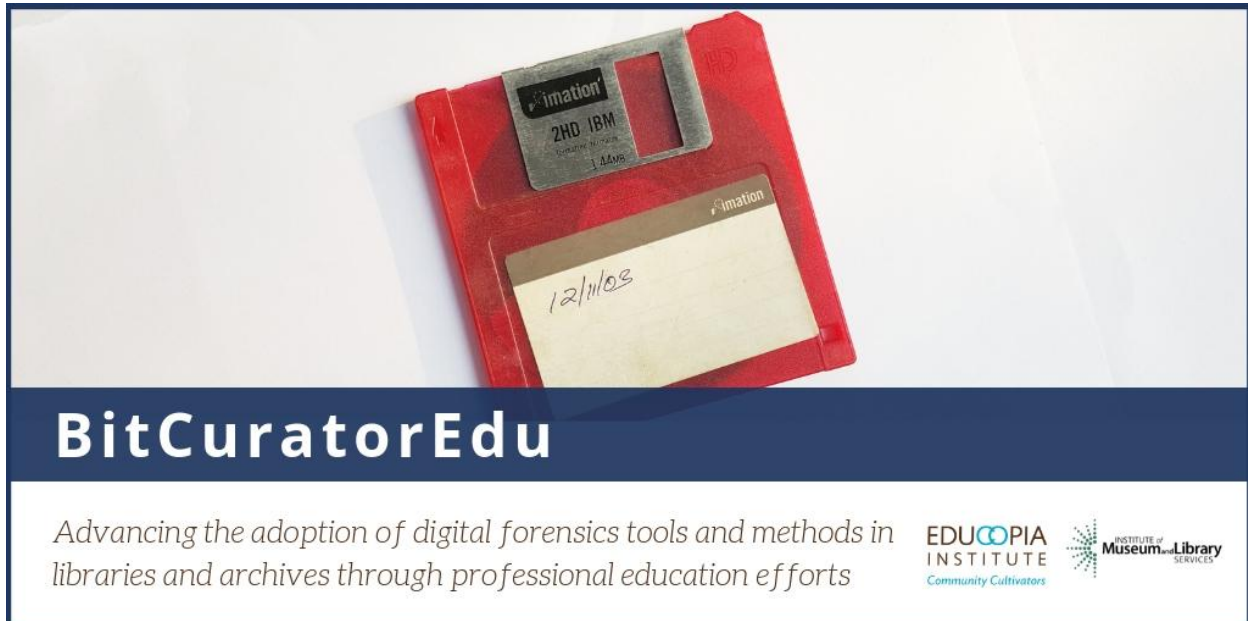 HD
imation
2HD IBM
1.44MB
imation
12/11/03
BitCuratorEdu
Advancing the adoption of digital forensics tools and methods in
libraries and archives through professional education efforts
EDUCOPIA
INSTITUTE
Community Cultivators
INSTITUTE of
Museum and Library
SERVICES